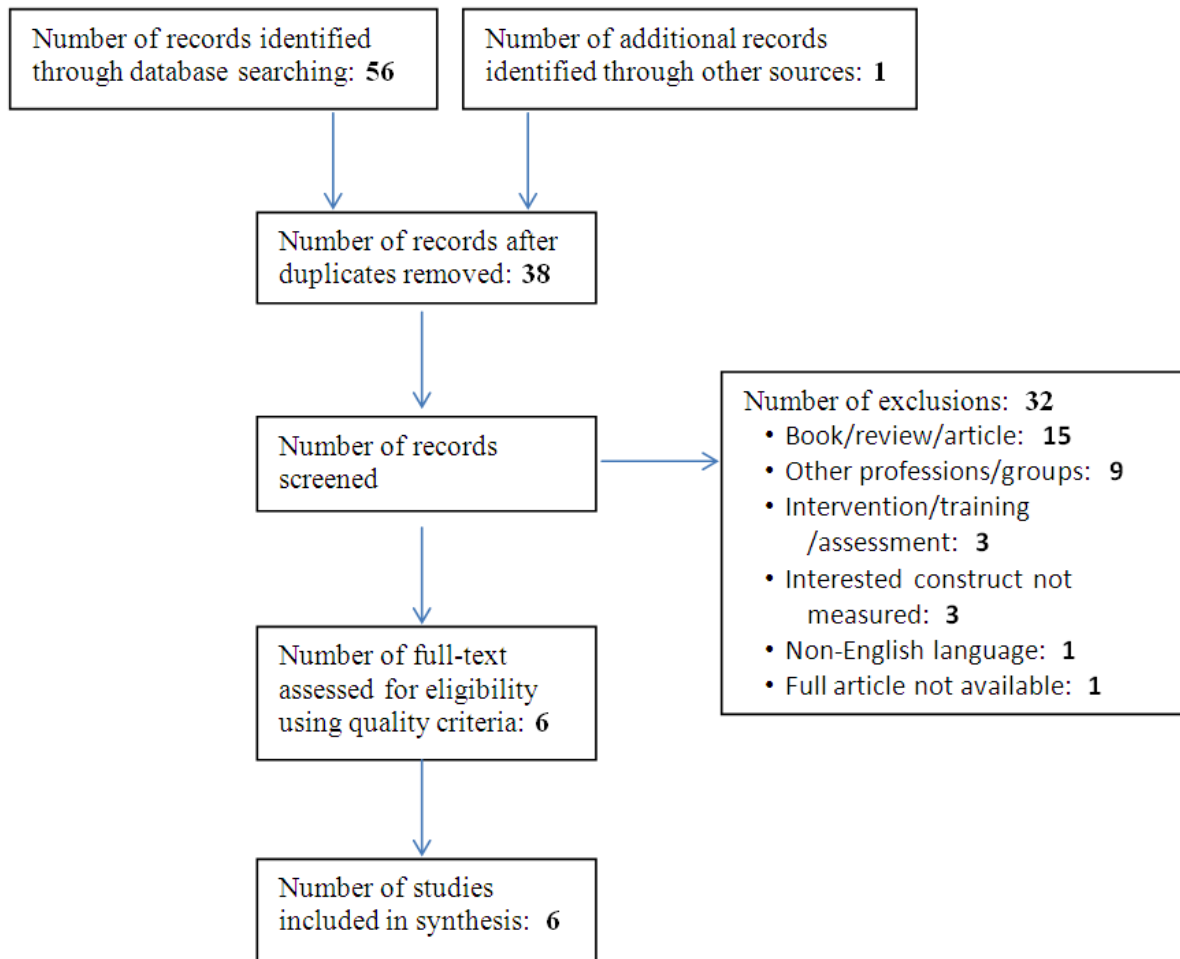 Number of records identified
through database searching: 56
Number of additional records
identified through other sources: 1
Number of records after
duplicates removed: 38
Number of records
screened
Number of exclusions: 32
• Book/review/article: 15
• Other professions/groups: 9
• Intervention/training
/assessment: 3
• Interested construct not
measured: 3
• Non-English language: 1
• Full article not available: 1
Number of full-text
assessed for eligibility
using quality criteria: 6
Number of studies
included in synthesis: 6